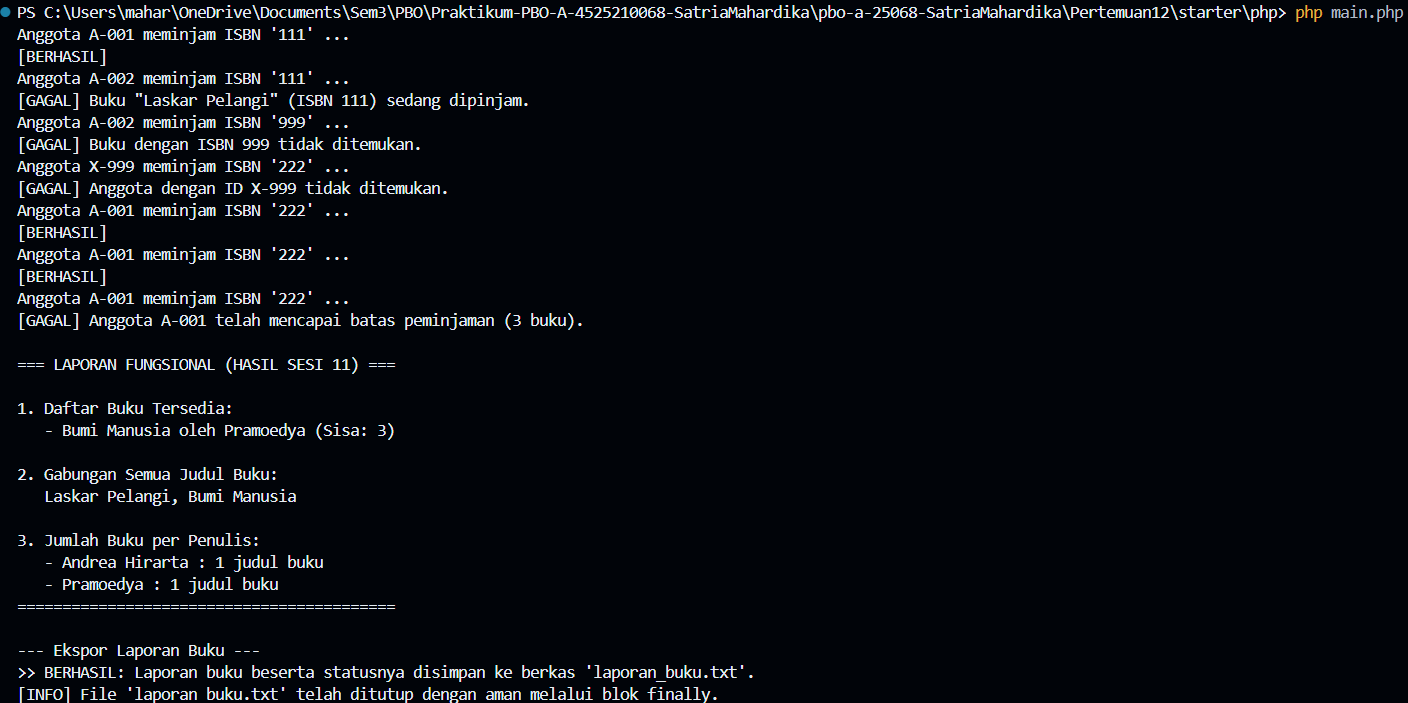 PS C:\Users\mahar\OneDrive\Documents\Sem3\PBO\Praktikum-PBO-A-4525210068-SatriaMahardika\pbo-a-25068-SatriaMahardika\Pertemuan12\starter\php> php main.php
Anggota A-001 meminjam ISBN '111' ...
[BERHASIL]
Anggota A-002 meminjam ISBN '111' ...
[GAGAL] Buku "Laskar Pelangi" (ISBN 111) sedang dipinjam.
Anggota A-002 meminjam ISBN '999' ...
[GAGAL] Buku dengan ISBN 999 tidak ditemukan.
Anggota X-999 meminjam ISBN '222' ...
[GAGAL] Anggota dengan ID X-999 tidak ditemukan.
Anggota A-001 meminjam ISBN '222' ...
[BERHASIL]
Anggota A-001 meminjam ISBN '222' ...
[BERHASIL]
Anggota A-001 meminjam ISBN '222' ...
[GAGAL] Anggota A-001 telah mencapai batas peminjaman (3 buku).
=== LAPORAN FUNGSIONAL (HASIL SESI 11) ===
1. Daftar Buku Tersedia:
- Bumi Manusia oleh Pramoedya (Sisa: 3)
2. Gabungan Semua Judul Buku:
Laskar Pelangi, Bumi Manusia
3. Jumlah Buku per Penulis:
- Andrea Hirarta : 1 judul buku
- Pramoedya : 1 judul buku
==========================================
--- Ekspor Laporan Buku ---
>> BERHASIL: Laporan buku beserta statusnya disimpan ke berkas 'laporan_buku.txt'.
[INFO] File 'laporan_buku.txt' telah ditutup dengan aman melalui blok finally.